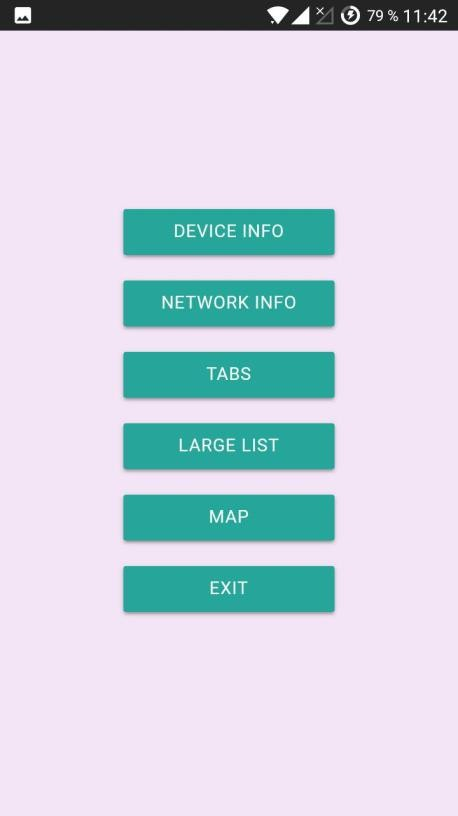 79 % 11:42
DEVICE INFO
NETWORK INFO
TABS
LARGE LIST
MAP
EXIT